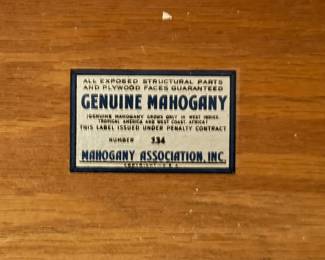 ALL EXPOSED STRUCTURAL PARTS
AND PLYWOOD FACES GUARANTEED
GENUINE MAHOGANY
(GENUINE MAHOGANY GROWS ONLY IN WEST INDIES,
TROPICAL AMERICA AND WEST COAST AFRICA)
THIS LABEL ISSUED UNDER PENALTY CONTRACT
NUMBER 134
MAHOGANY ASSOCIATION, INC.
COPYRIGHT U.S.A.